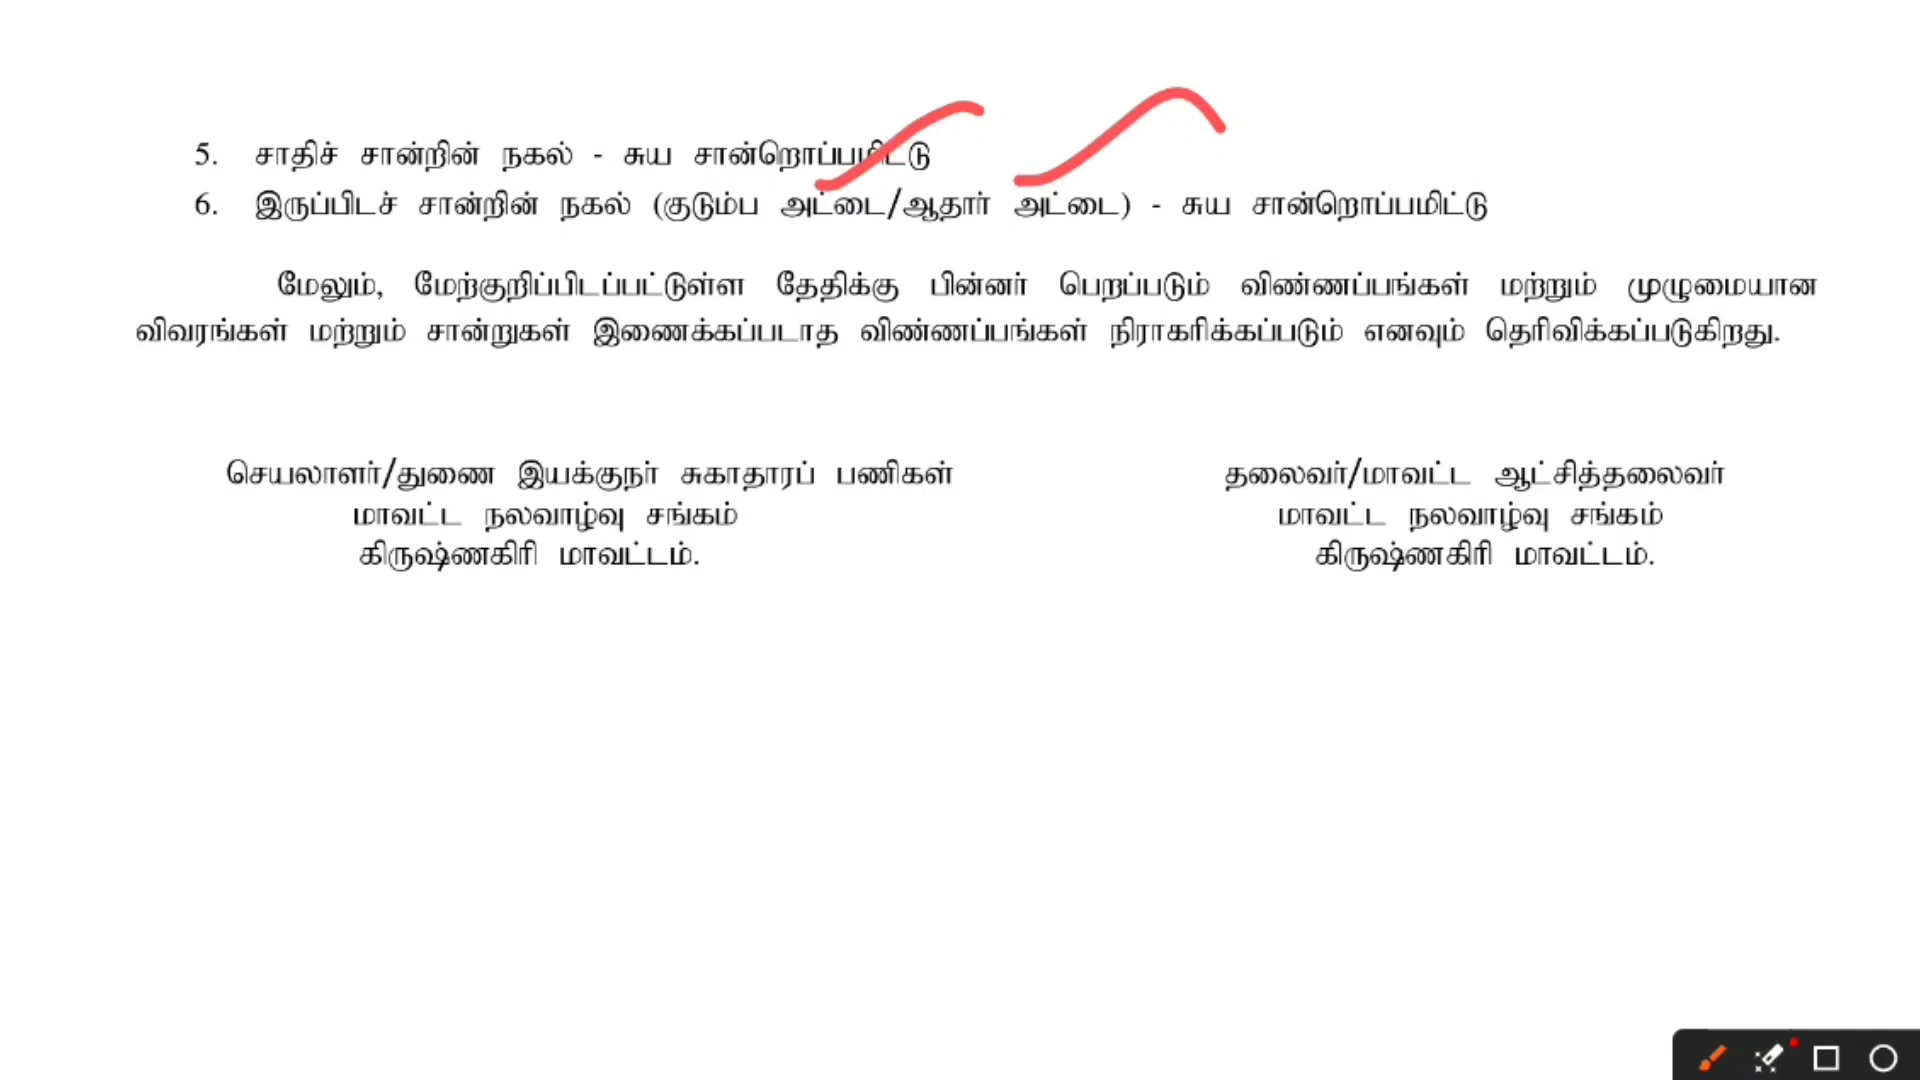 5. சாதிச் சான்றின் நகல் - சுய சான்றொப்பமிட்டு
6. இருப்பிடச் சான்றின் நகல் (குடும்ப அட்டை/ஆதார் அட்டை) - சுய சான்றொப்பமிட்டு
மேலும், மேற்குறிப்பிடப்பட்டுள்ள தேதிக்கு பின்னர் பெறப்படும் விண்ணப்பங்கள் மற்றும் முழுமையான
விவரங்கள் மற்றும் சான்றுகள் இணைக்கப்படாத விண்ணப்பங்கள் நிராகரிக்கப்படும் எனவும் தெரிவிக்கப்படுகிறது.
செயலாளர்/துணை இயக்குநர் சுகாதாரப் பணிகள்
மாவட்ட நலவாழ்வு சங்கம்
கிருஷ்ணகிரி மாவட்டம்.
தலைவர்/மாவட்ட ஆட்சித்தலைவர்
மாவட்ட நலவாழ்வு சங்கம்
கிருஷ்ணகிரி மாவட்டம்.